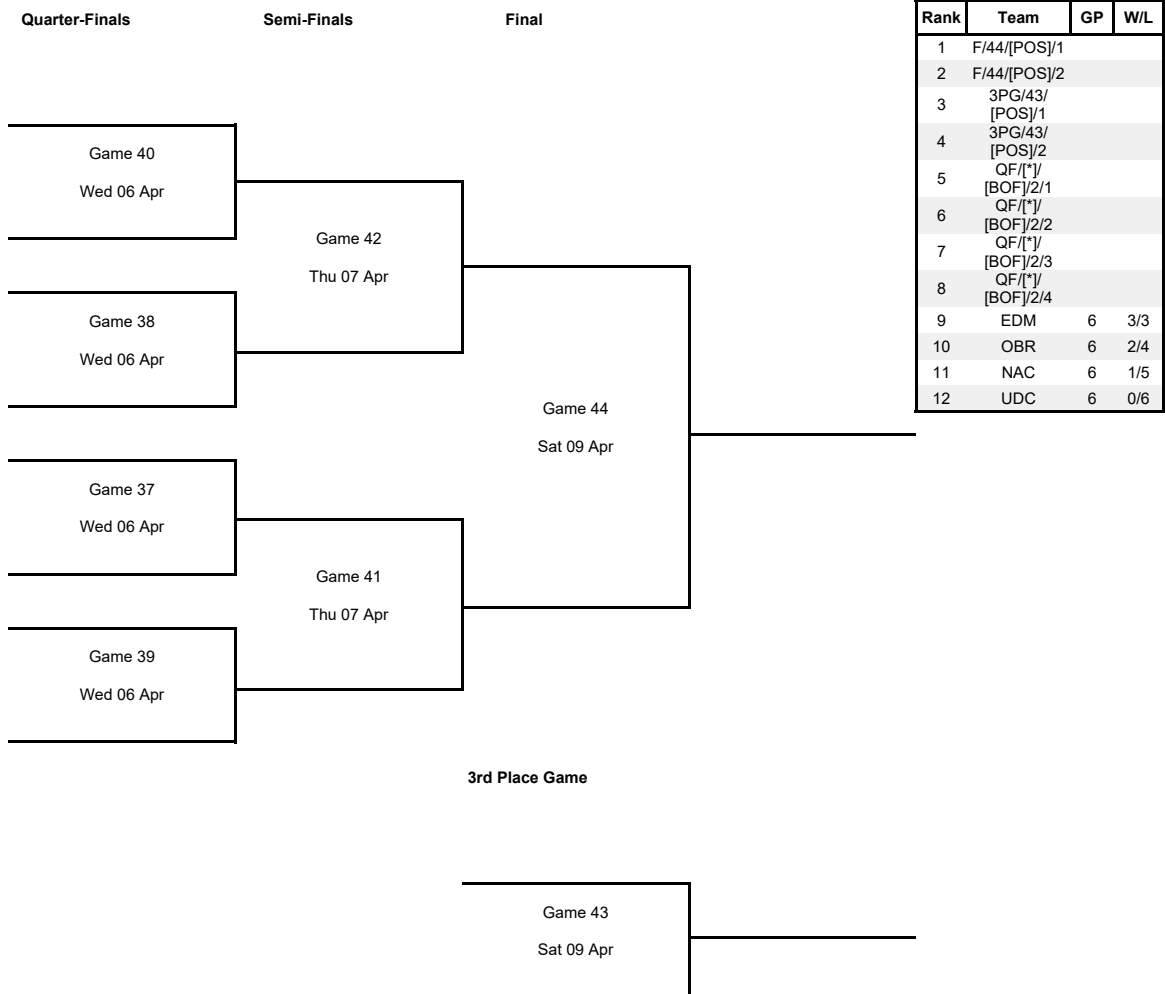 Quarter-Finals Semi-Finals Final
Game 40
Wed 06 Apr
Game 42
Thu 07 Apr
Game 38
Wed 06 Apr
Game 44
Sat 09 Apr
Game 37
Wed 06 Apr
Game 41
Thu 07 Apr
Game 39
Wed 06 Apr
3rd Place Game
Game 43
Sat 09 Apr
Rank Team GP W/L
1 F/44/[POS]/1
2 F/44/[POS]/2
3 3PG/43/
[POS]/1
4 3PG/43/
[POS]/2
5 QF/[*]/
[BOF]/2/1
6 QF/[*]/
[BOF]/2/2
7 QF/[*]/
[BOF]/2/3
8 QF/[*]/
[BOF]/2/4
9 EDM 6 3/3
10 OBR 6 2/4
11 NAC 6 1/5
12 UDC 6 0/6